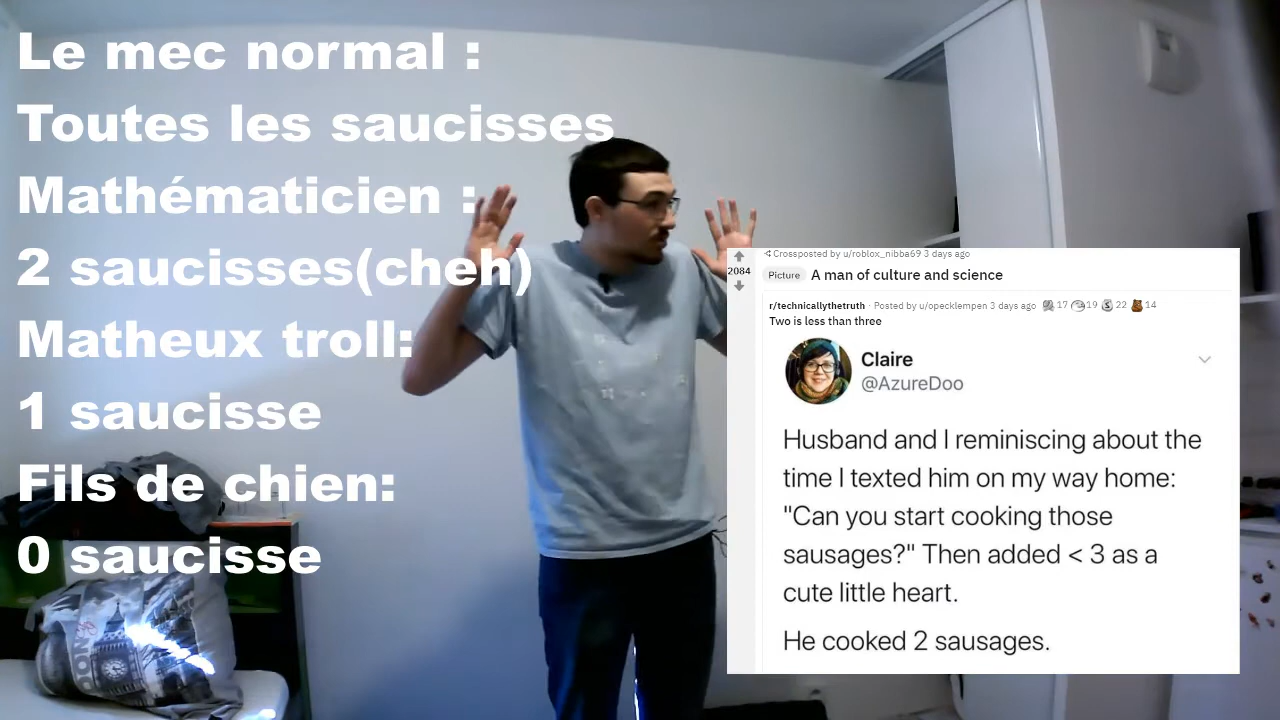 Le mec normal :
Toutes les saucisses
Mathématicien :
2 saucisses(cheh)
Matheux troll:
1 saucisse
Fils de chien:
0 saucisse
Crossposted by u/roblox_nibba69 3 days ago
2084
Picture A man of culture and science
r/technicallythetruth · Posted by u/opecklempen 3 days ago 17 19 22 14
Two is less than three
Claire
@AzureDoo
Husband and I reminiscing about the
time I texted him on my way home:
"Can you start cooking those
sausages?" Then added < 3 as a
cute little heart.
He cooked 2 sausages.